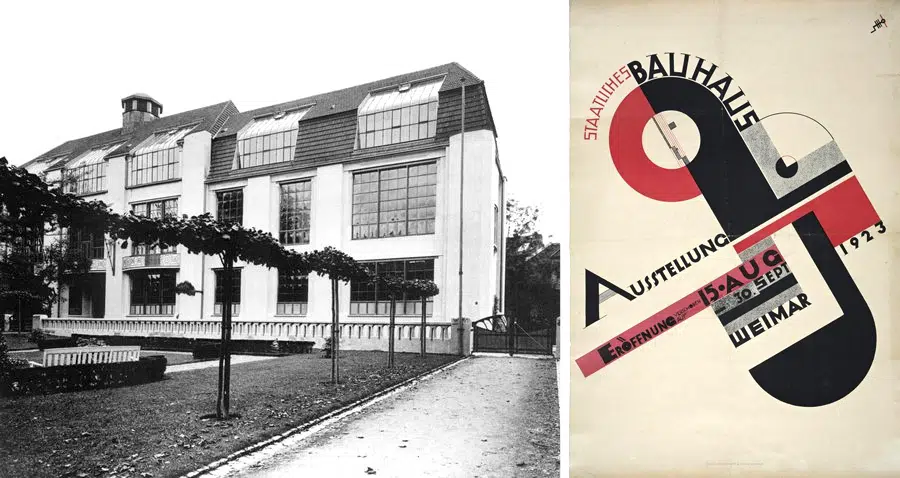 STAATLICHES
BAUHAUS
AUSSTELLUNG
1923
ERÖFFNUNG
15·AUG
30. SEPT
WEIMAR